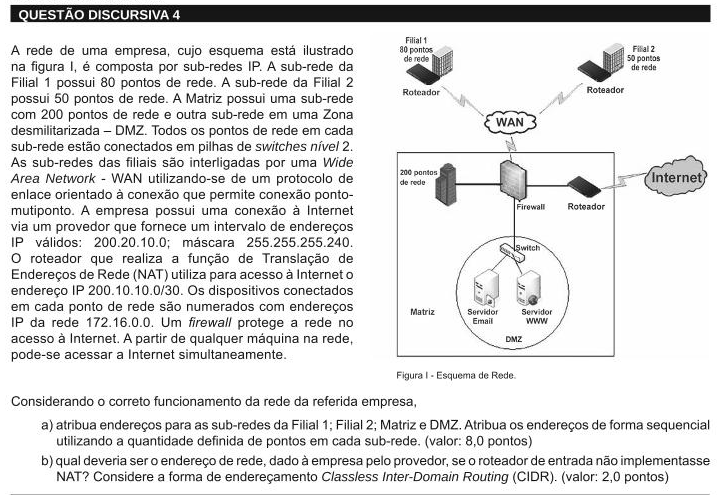 QUESTÃO DISCURSIVA 4
A rede de uma empresa, cujo esquema está ilustrado
na figura I, é composta por sub-redes IP. A sub-rede da
Filial 1 possui 80 pontos de rede. A sub-rede da Filial 2
possui 50 pontos de rede. A Matriz possui uma sub-rede
com 200 pontos de rede e outra sub-rede em uma Zona
desmilitarizada – DMZ. Todos os pontos de rede em cada
sub-rede estão conectados em pilhas de switches nível 2.
As sub-redes das filiais são interligadas por uma Wide
Area Network - WAN utilizando-se de um protocolo de
enlace orientado à conexão que permite conexão ponto-
mutiponto. A empresa possui uma conexão à Internet
via um provedor que fornece um intervalo de endereços
IP válidos: 200.20.10.0; máscara 255.255.255.240.
O roteador que realiza a função de Translação de
Endereços de Rede (NAT) utiliza para acesso à Internet o
endereço IP 200.10.10.0/30. Os dispositivos conectados
em cada ponto de rede são numerados com endereços
IP da rede 172.16.0.0. Um firewall protege a rede no
acesso à Internet. A partir de qualquer máquina na rede,
pode-se acessar a Internet simultaneamente.
Filial 1
80 pontos
de rede
Roteador
Filial 2
50 pontos
de rede
Roteador
WAN
200 pontos
de rede
Firewall
Roteador
Internet
Switch
Servidor
Email
Servidor
WWW
Matriz
DMZ
Figura I - Esquema de Rede.
Considerando o correto funcionamento da rede da referida empresa,
a) atribua endereços para as sub-redes da Filial 1; Filial 2; Matriz e DMZ. Atribua os endereços de forma sequencial
utilizando a quantidade definida de pontos em cada sub-rede. (valor: 8,0 pontos)
b) qual deveria ser o endereço de rede, dado à empresa pelo provedor, se o roteador de entrada não implementasse
NAT? Considere a forma de endereçamento Classless Inter-Domain Routing (CIDR). (valor: 2,0 pontos)